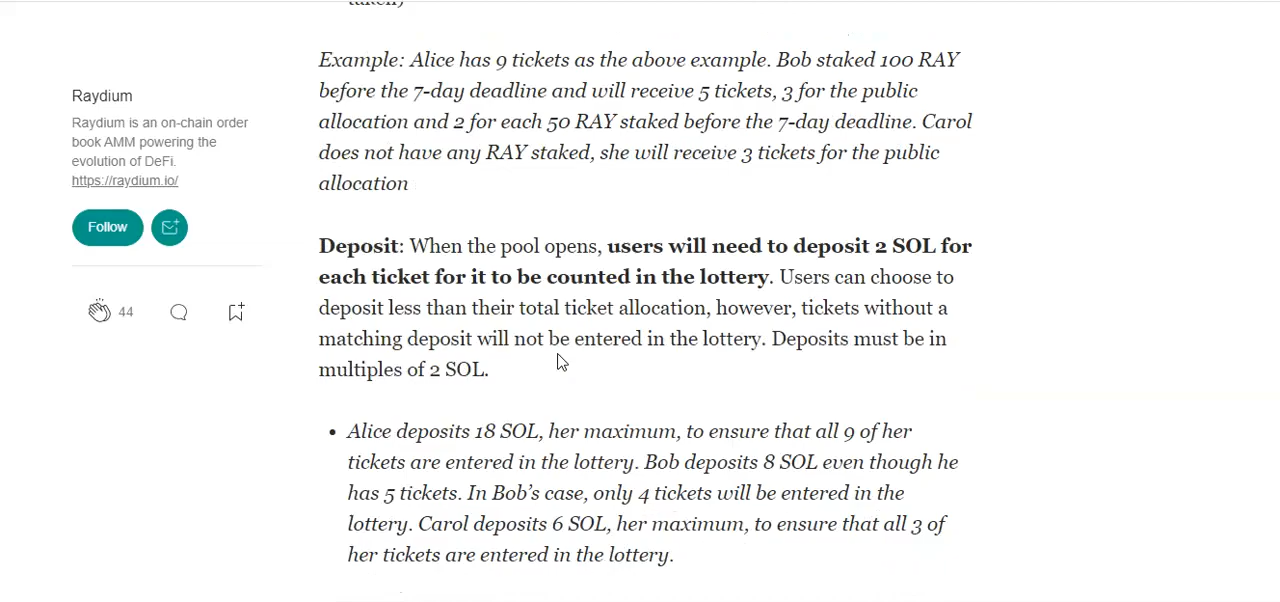 taken)
Example: Alice has 9 tickets as the above example. Bob staked 100 RAY
before the 7-day deadline and will receive 5 tickets, 3 for the public
allocation and 2 for each 50 RAY staked before the 7-day deadline. Carol
does not have any RAY staked, she will receive 3 tickets for the public
allocation
Raydium
Raydium is an on-chain order
book AMM powering the
evolution of DeFi.
https://raydium.io/
Follow
44
Deposit: When the pool opens, users will need to deposit 2 SOL for
each ticket for it to be counted in the lottery. Users can choose to
deposit less than their total ticket allocation, however, tickets without a
matching deposit will not be entered in the lottery. Deposits must be in
multiples of 2 SOL.
• Alice deposits 18 SOL, her maximum, to ensure that all 9 of her
tickets are entered in the lottery. Bob deposits 8 SOL even though he
has 5 tickets. In Bob’s case, only 4 tickets will be entered in the
lottery. Carol deposits 6 SOL, her maximum, to ensure that all 3 of
her tickets are entered in the lottery.